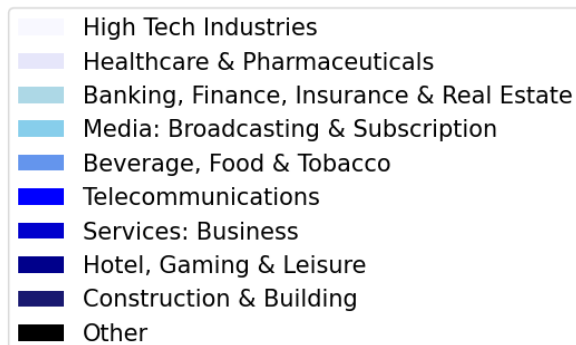 High Tech Industries
Healthcare & Pharmaceuticals
Banking, Finance, Insurance & Real Estate
Media: Broadcasting & Subscription
Beverage, Food & Tobacco
Telecommunications
Services: Business
Hotel, Gaming & Leisure
Construction & Building
Other